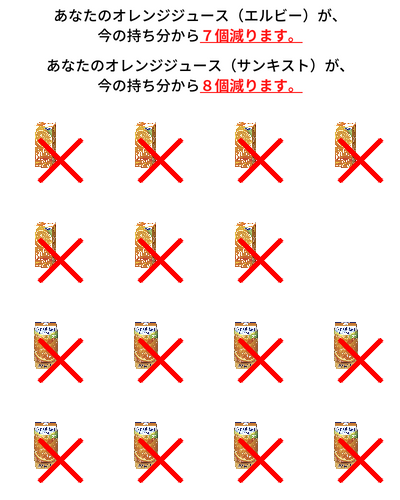 あなたのオレンジジュース（エルビー）が、
今の持ち分から７個減ります。
あなたのオレンジジュース（サンキスト）が、
今の持ち分から８個減ります。